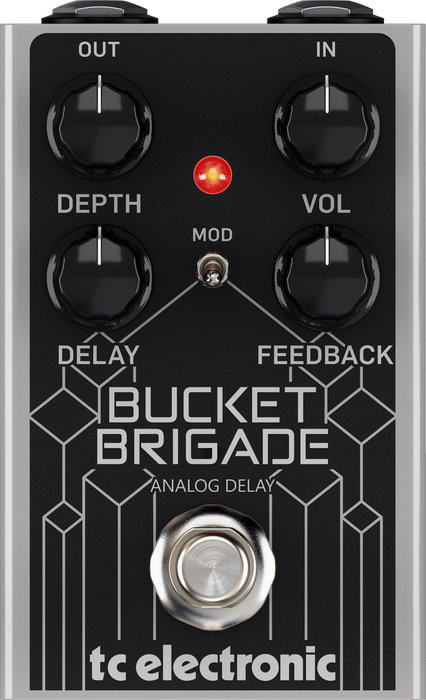 OUT IN
DEPTH VOL
MOD
DELAY FEEDBACK
BUCKET
BRIGADE
ANALOG DELAY
tc electronic